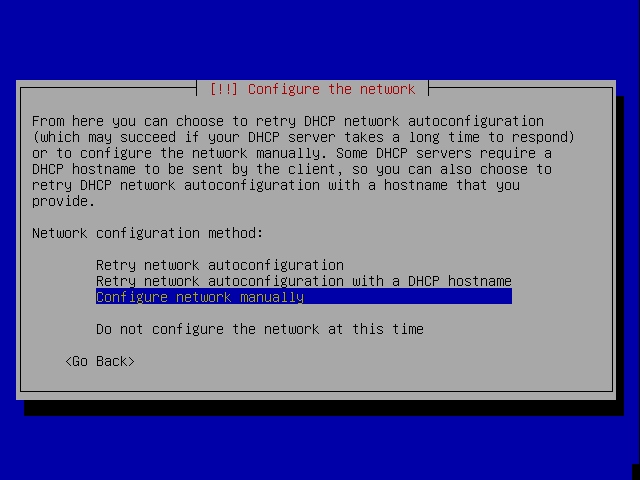 [!!] Configure the network
From here you can choose to retry DHCP network autoconfiguration
(which may succeed if your DHCP server takes a long time to respond)
or to configure the network manually. Some DHCP servers require a
DHCP hostname to be sent by the client, so you can also choose to
retry DHCP network autoconfiguration with a hostname that you
provide.
Network configuration method:
Retry network autoconfiguration
Retry network autoconfiguration with a DHCP hostname
Configure network manually
Do not configure the network at this time
<Go Back>